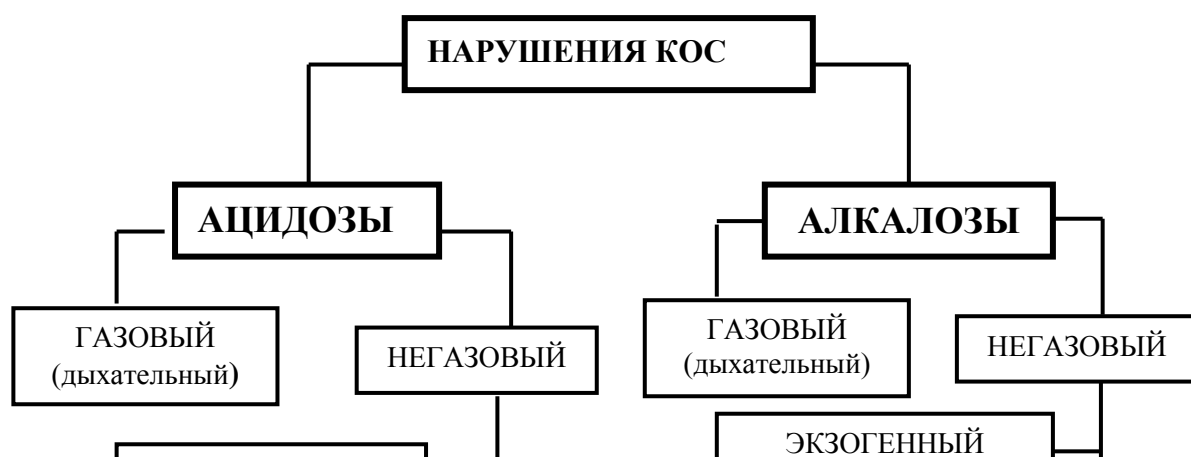 НАРУШЕНИЯ КОС
АЦИДОЗЫ
АЛКАЛОЗЫ
ГАЗОВЫЙ
(дыхательный)
НЕГАЗОВЫЙ
ГАЗОВЫЙ
(дыхательный)
НЕГАЗОВЫЙ
ЭКЗОГЕННЫЙ